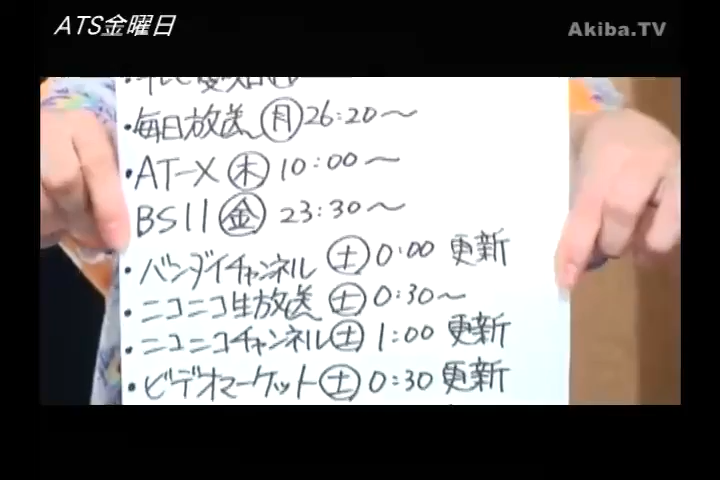 ATS金曜日
Akiba.TV
・毎日放送 ㊊ 26:20〜
・AT-X ㊍ 10:00〜
BS11 ㊎ 23:30〜
・バンダイチャンネル ㊏ 0:00 更新
・ニコニコ生放送 ㊏ 0:30〜
・ニコニコチャンネル ㊏ 1:00 更新
・ビデオマーケット ㊏ 0:30 更新